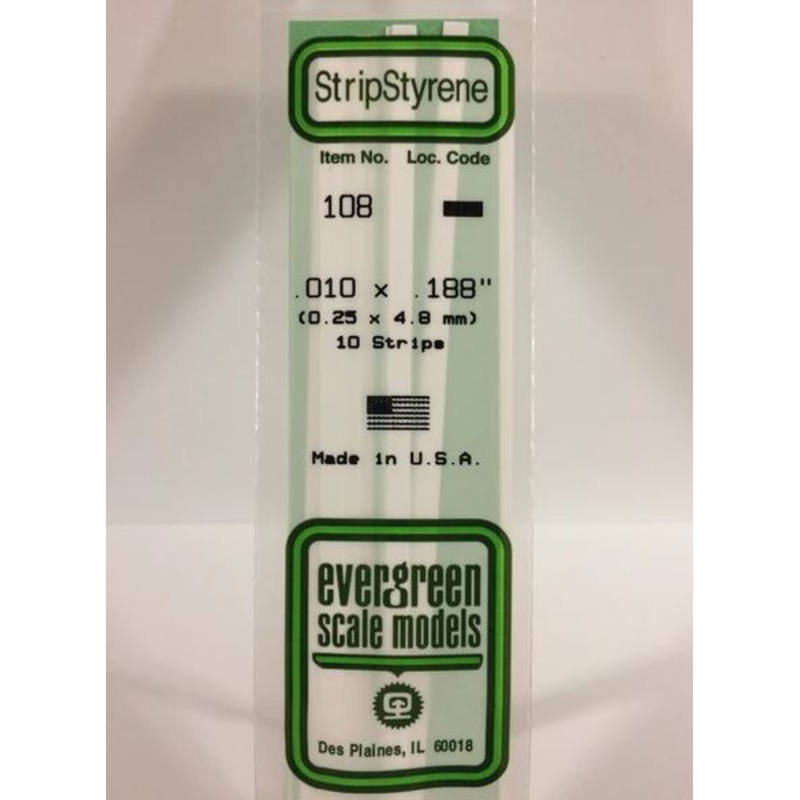 StripStyrene
Item No. Loc. Code
108
.010 x .188"
(0.25 x 4.8 mm)
10 Strips
Made in U.S.A.
evergreen
scale models
Des Plaines, IL 60018